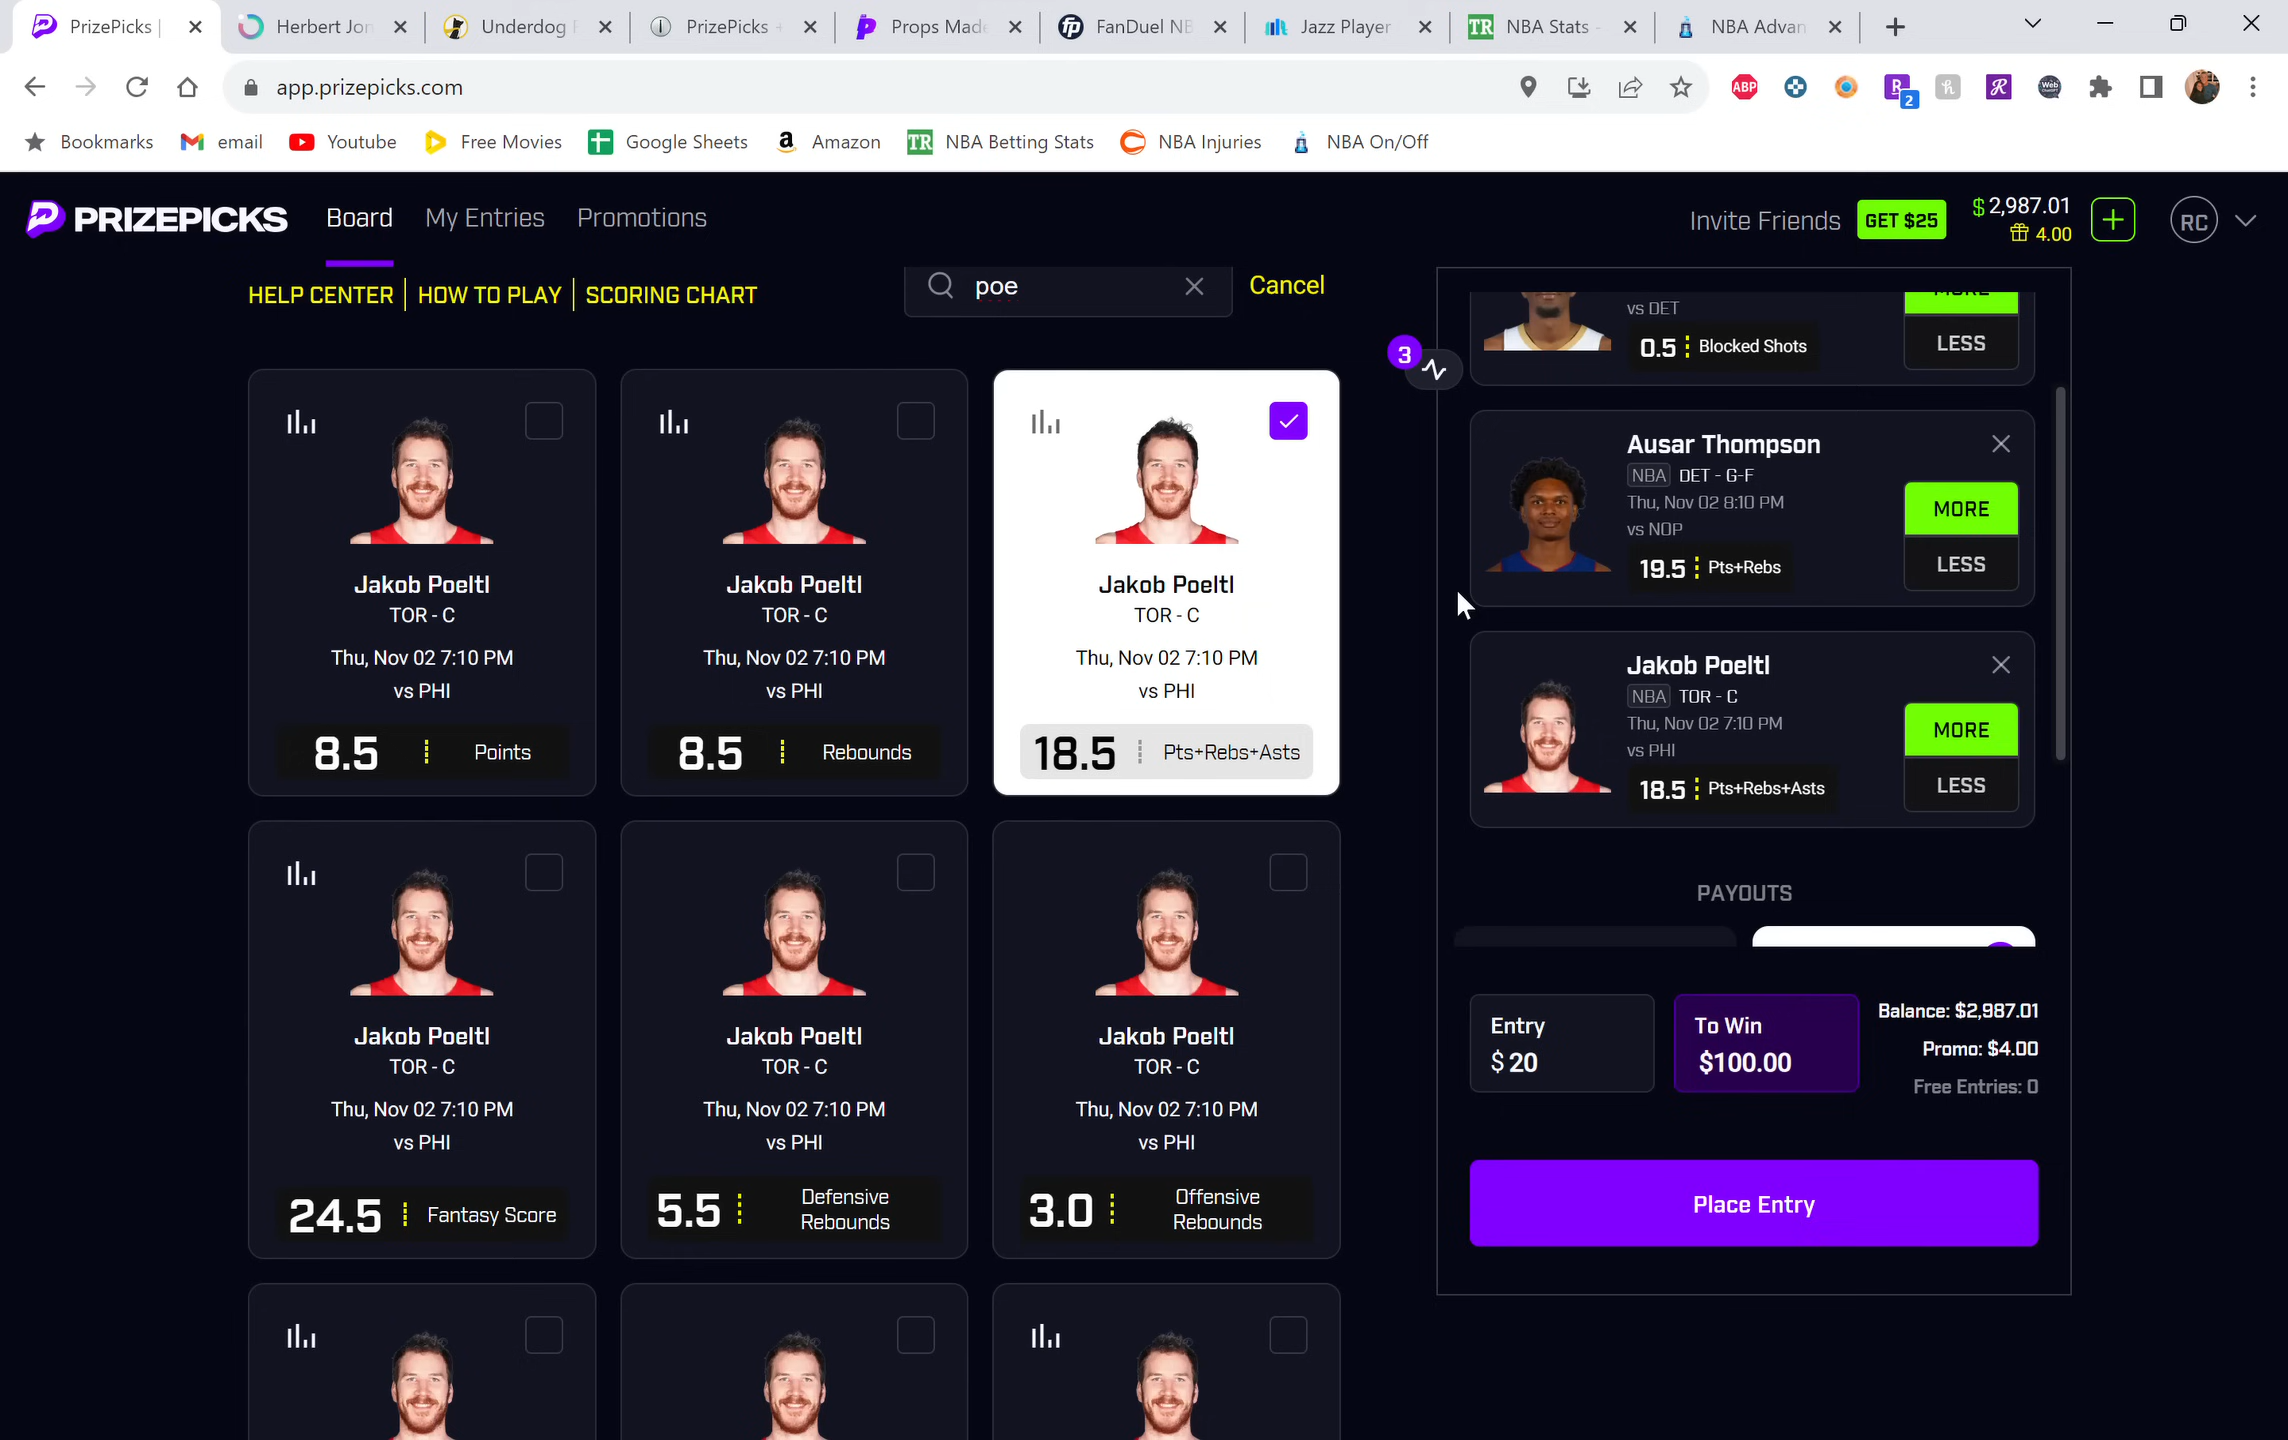 PrizePicks |
Herbert Jon
Underdog F
PrizePicks +
Props Made
FanDuel NB
Jazz Player
NBA Stats -
NBA Advan
app.prizepicks.com
ABP
2
Web
Bookmarks
email
Youtube
Free Movies
Google Sheets
Amazon
TR NBA Betting Stats
NBA Injuries
NBA On/Off
PRIZEPICKS
Board
My Entries
Promotions
Invite Friends
GET $25
$ 2,987.01
4.00
RC
HELP CENTER
HOW TO PLAY
SCORING CHART
poe
Cancel
Jakob Poeltl
TOR - C
Thu, Nov 02 7:10 PM
vs PHI
8.5 Points
Jakob Poeltl
TOR - C
Thu, Nov 02 7:10 PM
vs PHI
8.5 Rebounds
Jakob Poeltl
TOR - C
Thu, Nov 02 7:10 PM
vs PHI
18.5 Pts+Rebs+Asts
Jakob Poeltl
TOR - C
Thu, Nov 02 7:10 PM
vs PHI
24.5 Fantasy Score
Jakob Poeltl
TOR - C
Thu, Nov 02 7:10 PM
vs PHI
5.5 Defensive
Rebounds
Jakob Poeltl
TOR - C
Thu, Nov 02 7:10 PM
vs PHI
3.0 Offensive
Rebounds
3
vs DET
0.5 Blocked Shots
MORE
LESS
Ausar Thompson
NBA DET - G-F
Thu, Nov 02 8:10 PM
vs NOP
19.5 Pts+Rebs
MORE
LESS
Jakob Poeltl
NBA TOR - C
Thu, Nov 02 7:10 PM
vs PHI
18.5 Pts+Rebs+Asts
MORE
LESS
PAYOUTS
Entry
$ 20
To Win
$100.00
Balance: $2,987.01
Promo: $4.00
Free Entries: 0
Place Entry